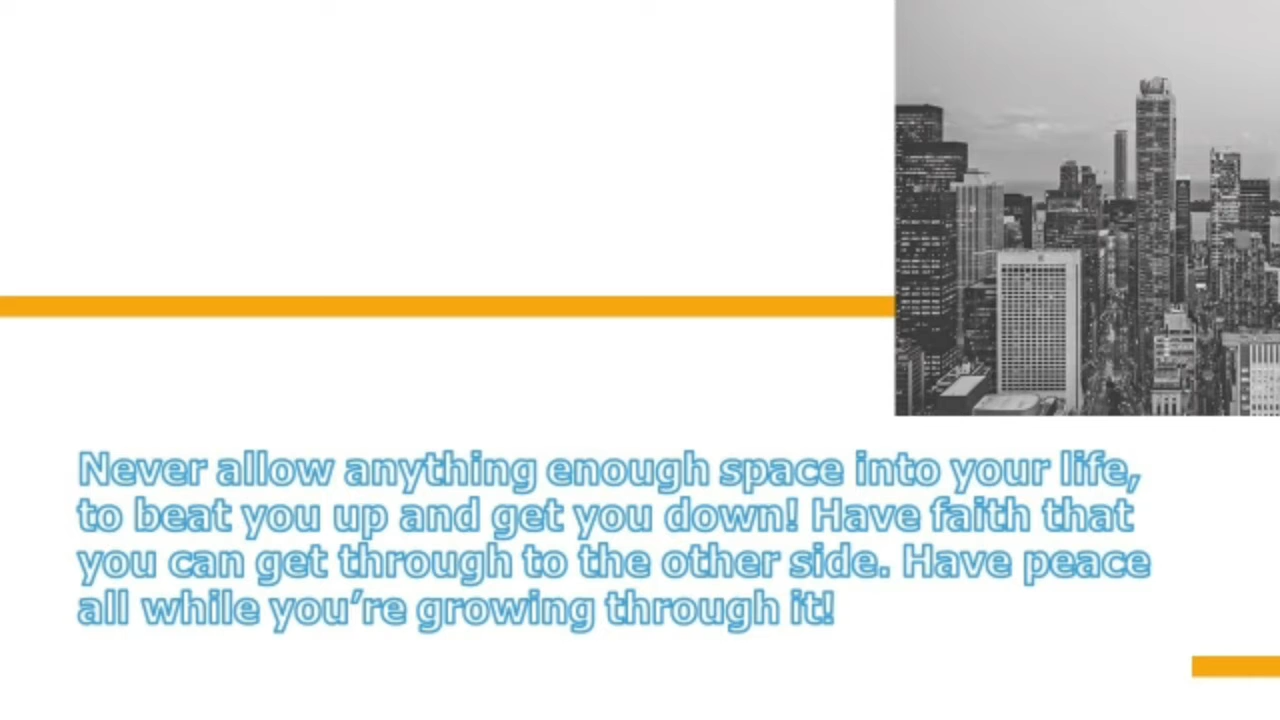 Never allow anything enough space into your life,
to beat you up and get you down! Have faith that
you can get through to the other side. Have peace
all while you’re growing through it!